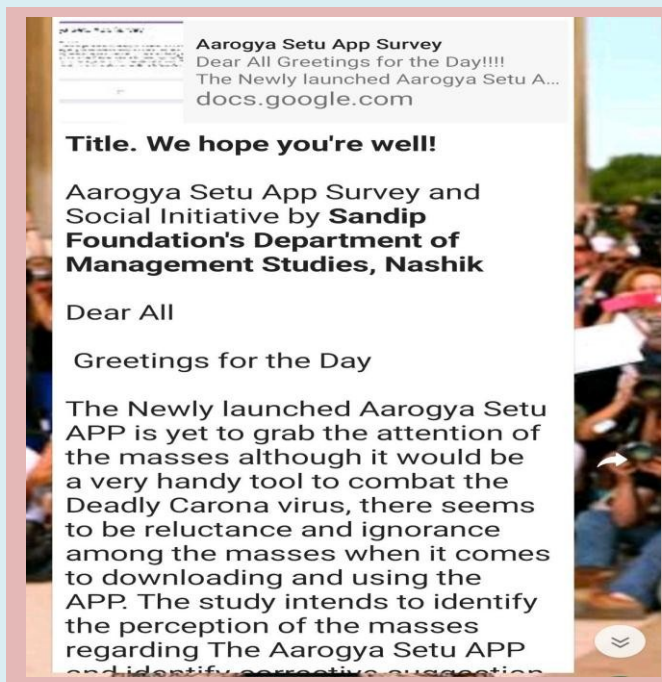 Aarogya Setu App Survey
Dear All Greetings for the Day!!!!
The Newly launched Aarogya Setu A...
docs.google.com
Title. We hope you're well!
Aarogya Setu App Survey and
Social Initiative by Sandip
Foundation's Department of
Management Studies, Nashik
Dear All
Greetings for the Day
The Newly launched Aarogya Setu
APP is yet to grab the attention of
the masses although it would be
a very handy tool to combat the
Deadly Carona virus, there seems
to be reluctance and ignorance
among the masses when it comes
to downloading and using the
APP. The study intends to identify
the perception of the masses
regarding The Aarogya Setu APP
and identify corrective suggestion